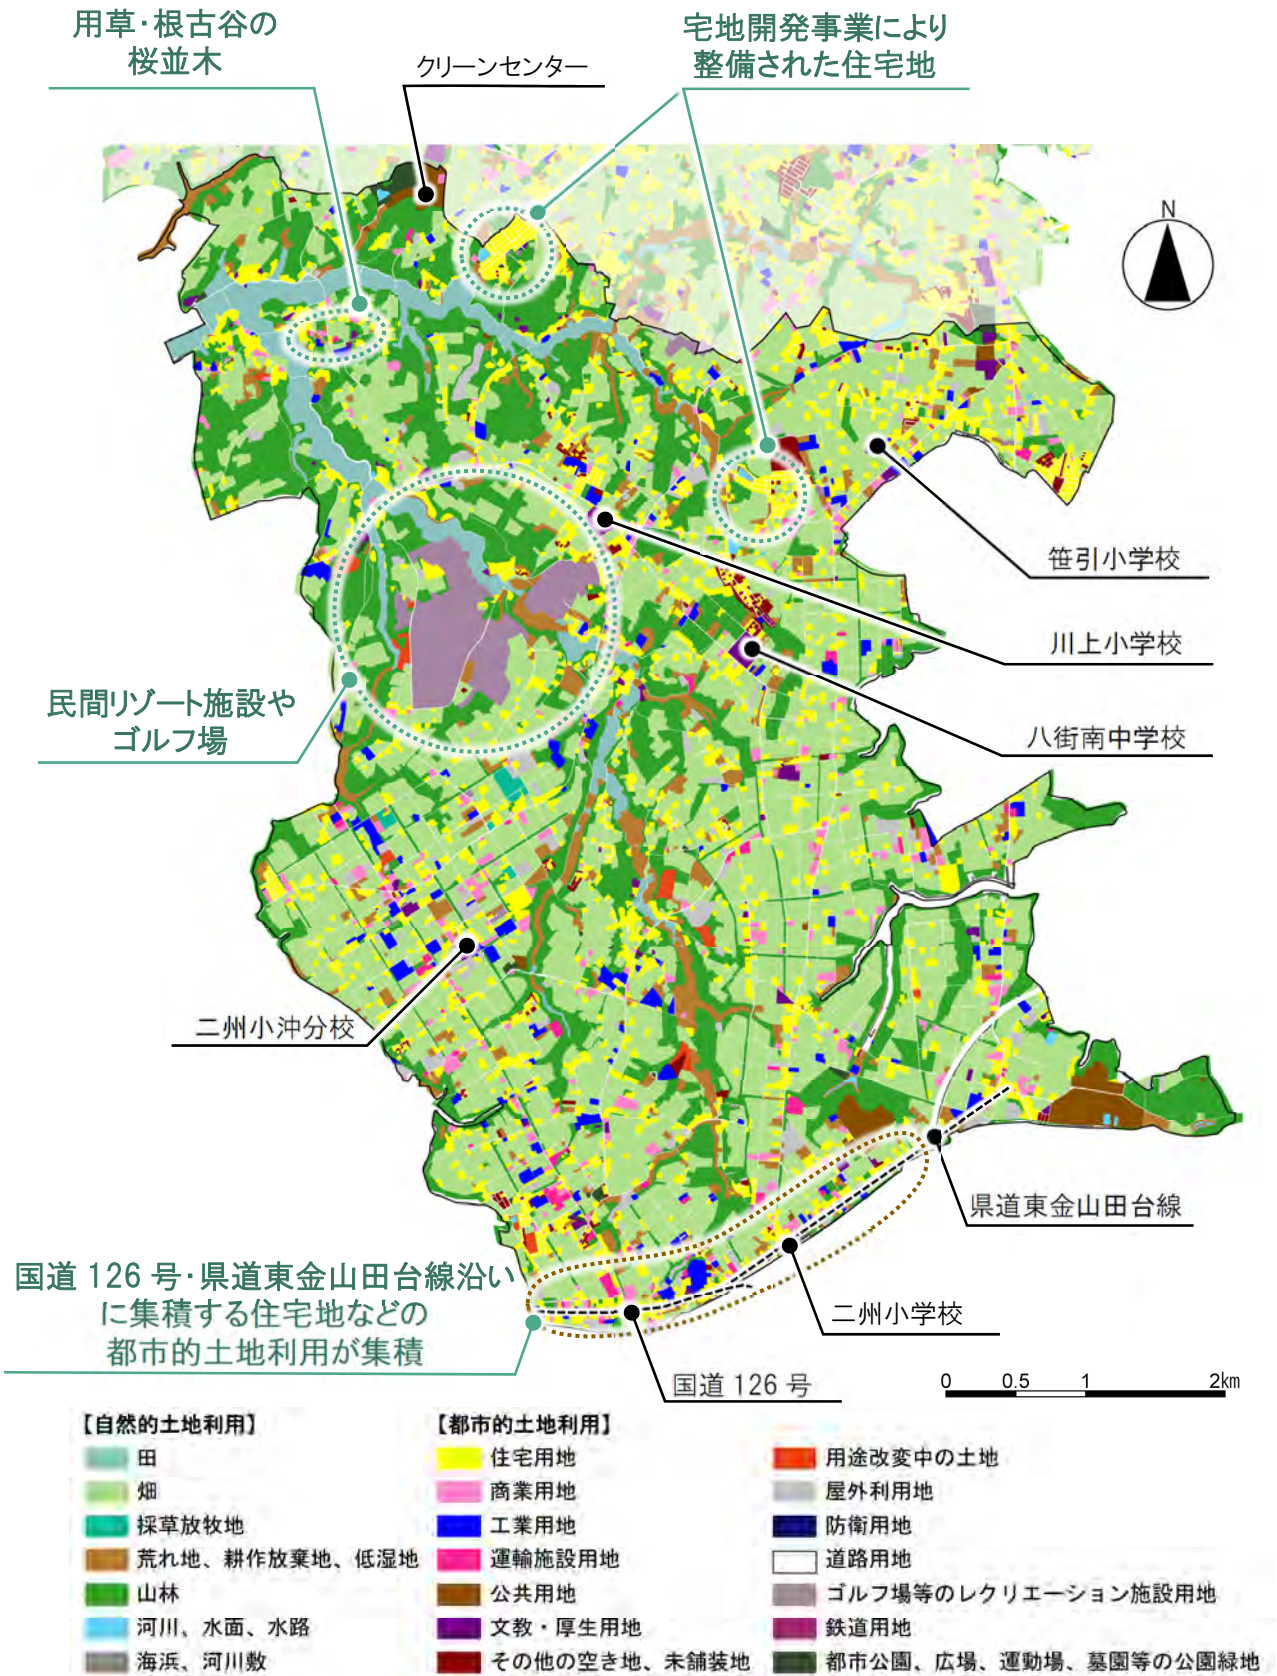 用草・根古谷の
桜並木
クリーンセンター
宅地開発事業により
整備された住宅地
N
笹引小学校
川上小学校
八街南中学校
民間リゾート施設や
ゴルフ場
二州小沖分校
県道東金山田台線
国道 126 号・県道東金山田台線沿い
に集積する住宅地などの
都市的土地利用が集積
二州小学校
国道 126 号
0 0.5 1 2km
【自然的土地利用】
田
畑
採草放牧地
荒れ地、耕作放棄地、低湿地
山林
河川、水面、水路
海浜、河川敷
【都市的土地利用】
住宅用地
商業用地
工業用地
運輸施設用地
公共用地
文教・厚生用地
その他の空き地、未舗装地
用途改変中の土地
屋外利用地
防衛用地
道路用地
ゴルフ場等のレクリエーション施設用地
鉄道用地
都市公園、広場、運動場、墓園等の公園緑地